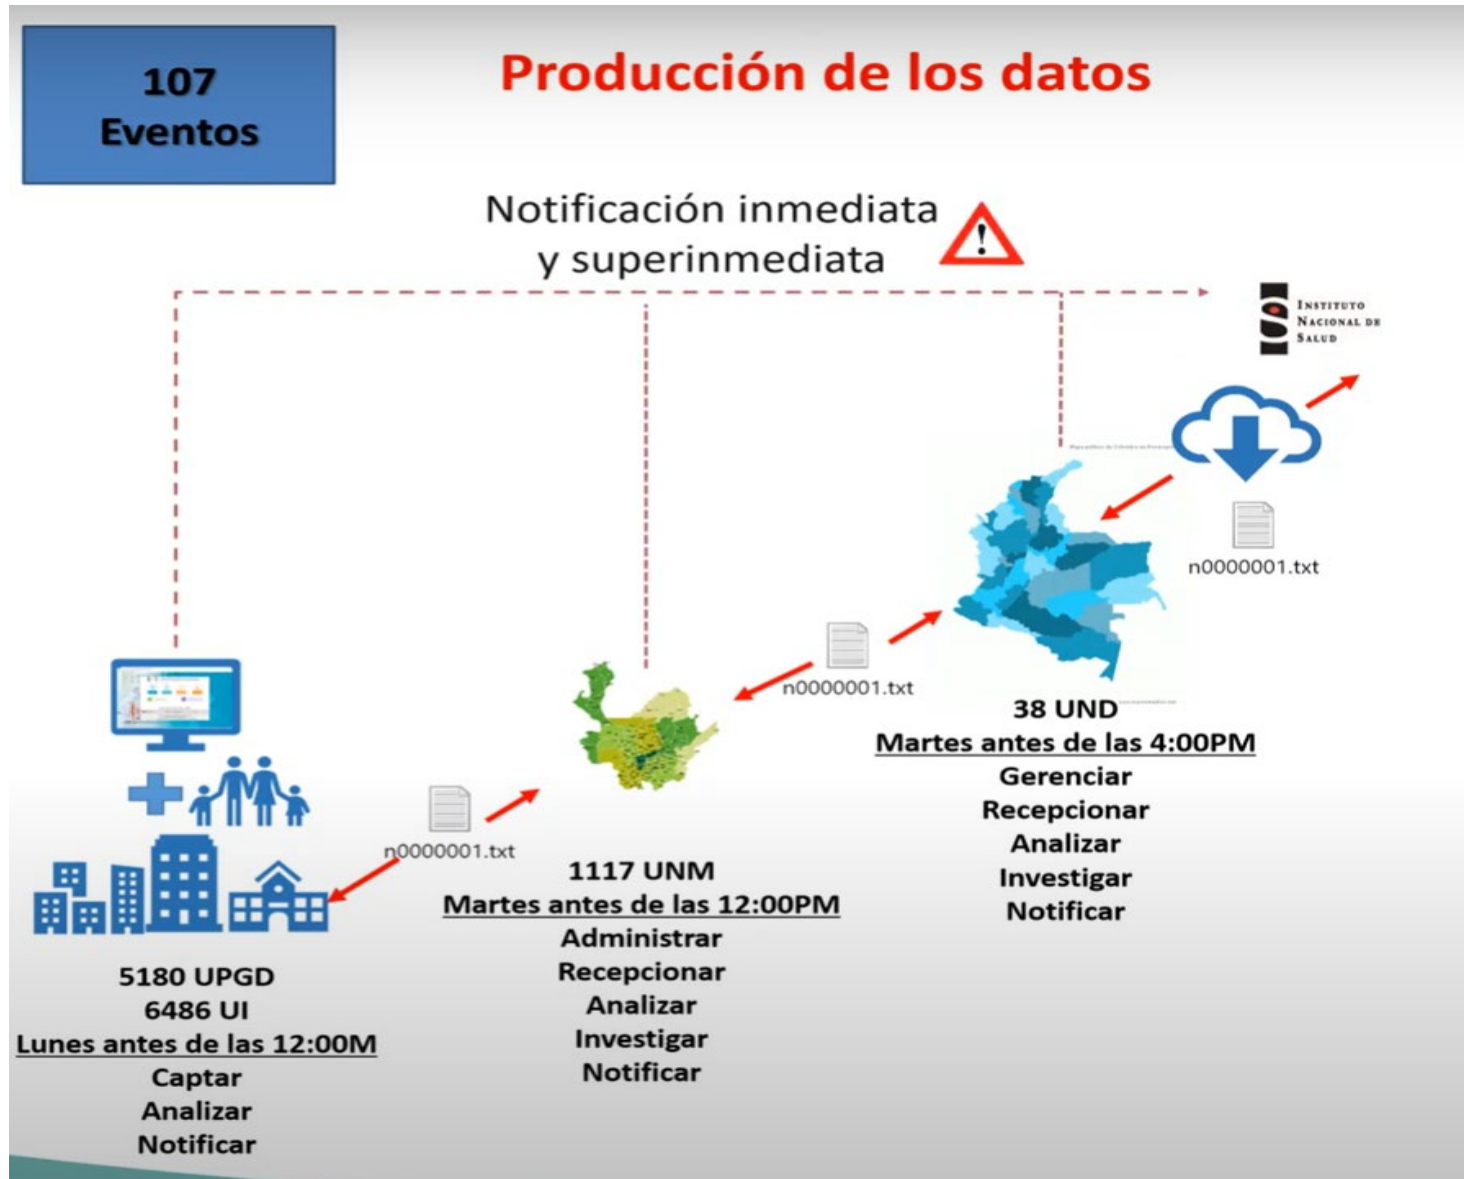 107
Eventos
Producción de los datos
Notificación inmediata
y superinmediata
!
INSTITUTO
NACIONAL DE
SALUD
n0000001.txt
n0000001.txt
n0000001.txt
38 UND
Martes antes de las 4:00PM
Gerenciar
Recepcionar
Analizar
Investigar
Notificar
1117 UNM
Martes antes de las 12:00PM
Administrar
Recepcionar
Analizar
Investigar
Notificar
5180 UPGD
6486 UI
Lunes antes de las 12:00M
Captar
Analizar
Notificar